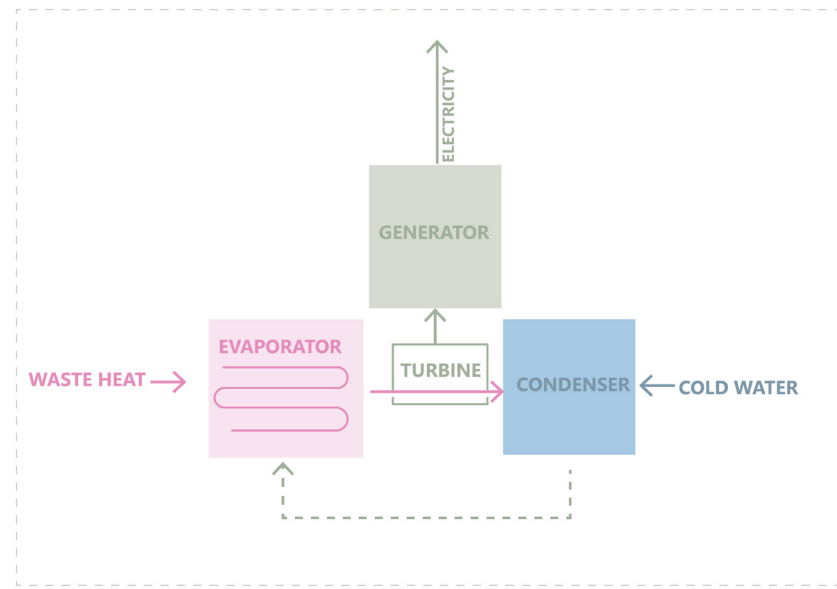 ELECTRICITY
GENERATOR
EVAPORATOR
WASTE HEAT
TURBINE
CONDENSER
COLD WATER